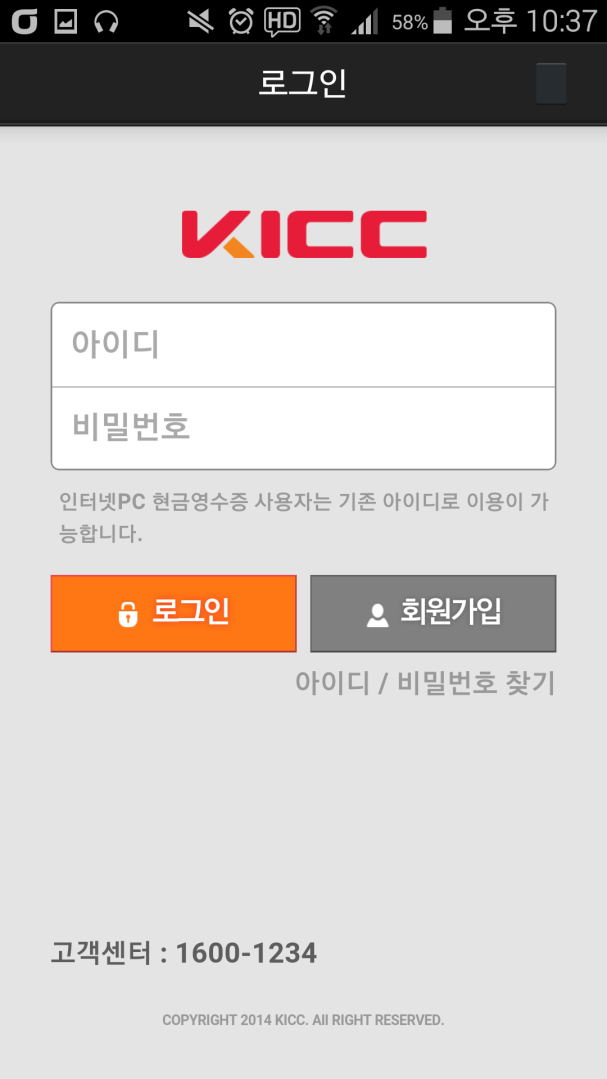 HD 58% 오후 10:37
로그인
KICC
아이디
비밀번호
인터넷PC 현금영수증 사용자는 기존 아이디로 이용이 가
능합니다.
로그인 회원가입
아이디 / 비밀번호 찾기
고객센터 : 1600-1234
COPYRIGHT 2014 KICC. All RIGHT RESERVED.